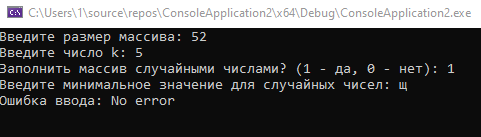 C:\Users\1\source\repos\ConsoleApplication2\x64\Debug\ConsoleApplication2.exe
Введите размер массива: 52
Введите число k: 5
Заполнить массив случайными числами? (1 - да, 0 - нет): 1
Введите минимальное значение для случайных чисел: щ
Ошибка ввода: No error